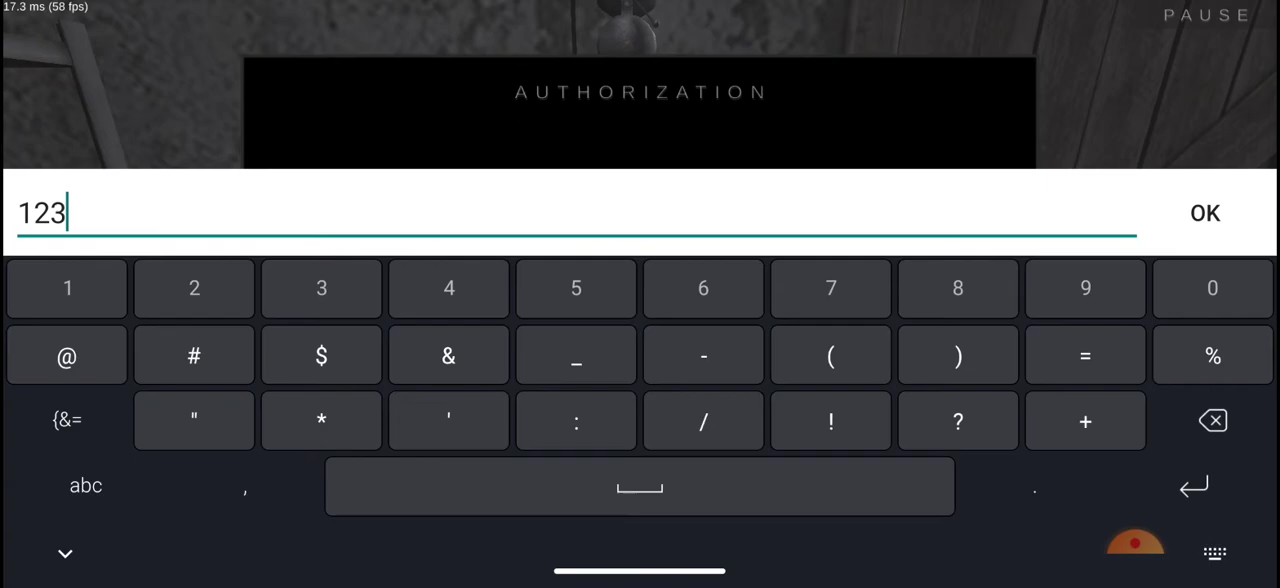 17.3 ms (58 fps)
PAUSE
AUTHORIZATION
123
OK
1 2 3 4 5 6 7 8 9 0
@ # $ & _ - ( ) = %
{&= " * ' : / ! ? +
abc , .